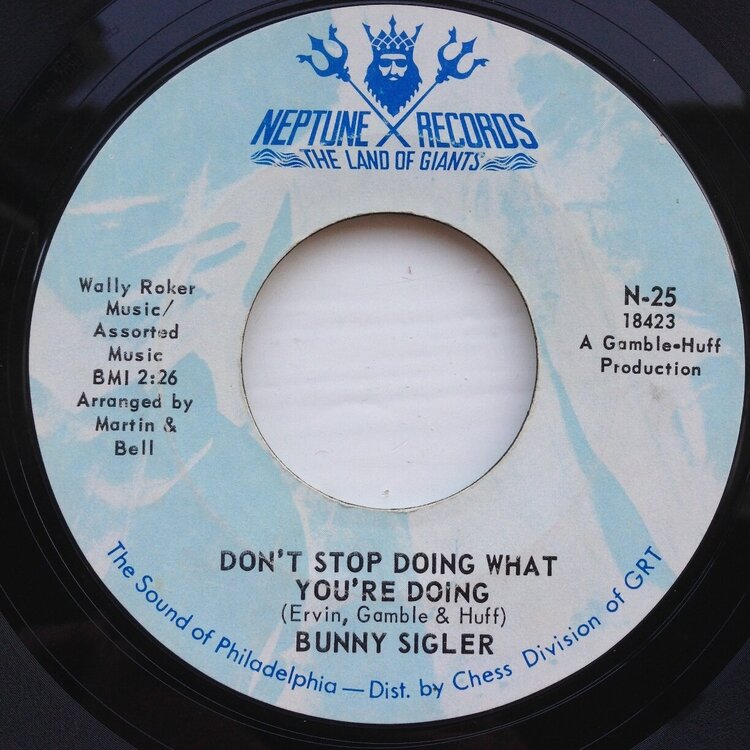 NEPTUNE RECORDS
THE LAND OF GIANTS
Wally Roker
Music/
Assorted
Music
BMI 2:26
Arranged by
Martin &
Bell
N-25
18423
A Gamble-Huff
Production
DON'T STOP DOING WHAT
YOU'RE DOING
(Ervin, Gamble & Huff)
BUNNY SIGLER
The Sound of Philadelphia — Dist. by Chess Division of GRT